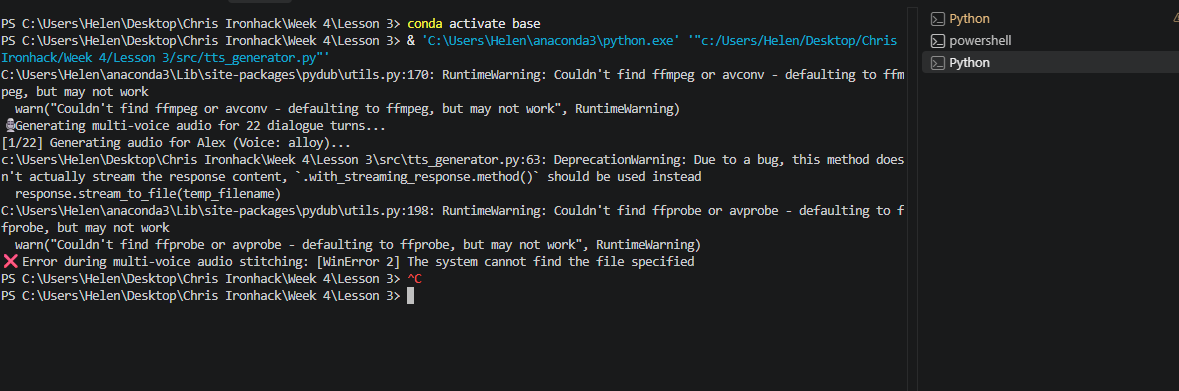 PS C:\Users\Helen\Desktop\Chris Ironhack\Week 4\Lesson 3> conda activate base
PS C:\Users\Helen\Desktop\Chris Ironhack\Week 4\Lesson 3> & 'C:\Users\Helen\anaconda3\python.exe' '"c:/Users/Helen/Desktop/Chris
Ironhack/Week 4/Lesson 3/src/tts_generator.py"'
C:\Users\Helen\anaconda3\Lib\site-packages\pydub\utils.py:170: RuntimeWarning: Couldn't find ffmpeg or avconv - defaulting to ffm
peg, but may not work
  warn("Couldn't find ffmpeg or avconv - defaulting to ffmpeg, but may not work", RuntimeWarning)
🎙️Generating multi-voice audio for 22 dialogue turns...
[1/22] Generating audio for Alex (Voice: alloy)...
c:\Users\Helen\Desktop\Chris Ironhack\Week 4\Lesson 3\src\tts_generator.py:63: DeprecationWarning: Due to a bug, this method does
n't actually stream the response content, `.with_streaming_response.method()` should be used instead
  response.stream_to_file(temp_filename)
C:\Users\Helen\anaconda3\Lib\site-packages\pydub\utils.py:198: RuntimeWarning: Couldn't find ffprobe or avprobe - defaulting to f
fprobe, but may not work
  warn("Couldn't find ffprobe or avprobe - defaulting to ffprobe, but may not work", RuntimeWarning)
❌ Error during multi-voice audio stitching: [WinError 2] The system cannot find the file specified
PS C:\Users\Helen\Desktop\Chris Ironhack\Week 4\Lesson 3> ^C
PS C:\Users\Helen\Desktop\Chris Ironhack\Week 4\Lesson 3>
Python
powershell
Python